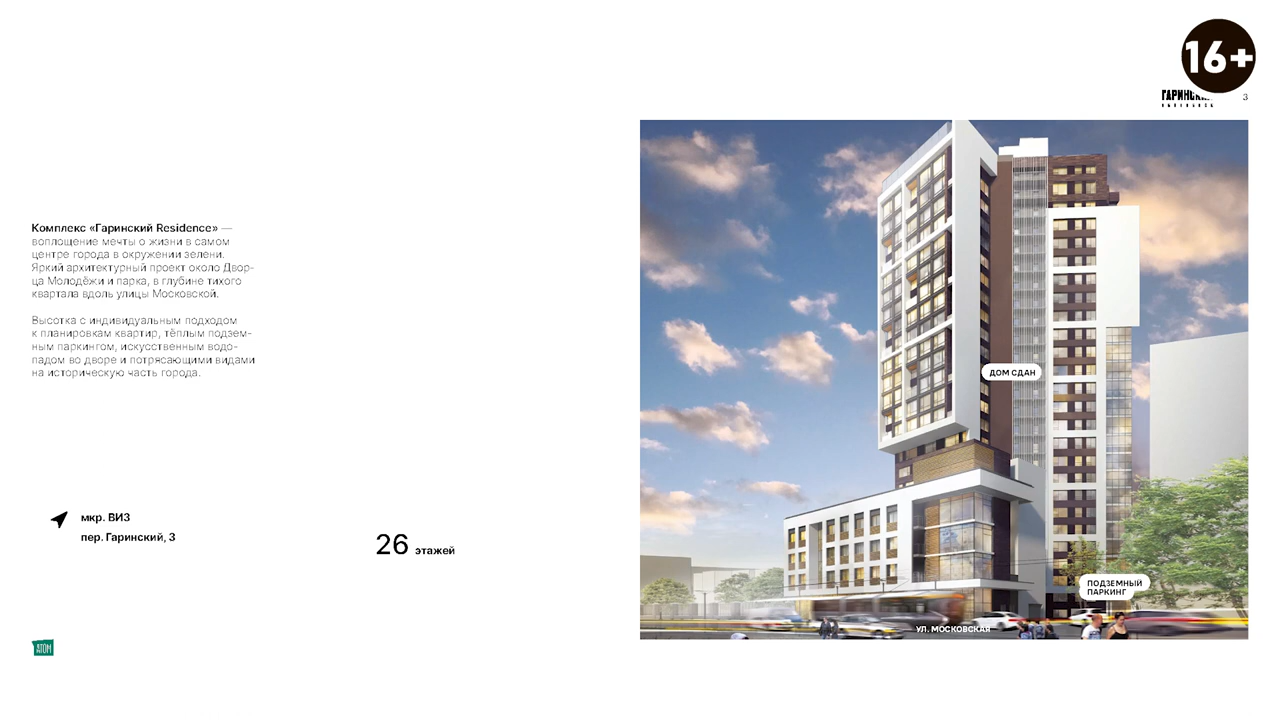 16+
3
Комплекс «Гаринский Residence» —
воплощение мечты о жизни в самом
центре города в окружении зелени.
Яркий архитектурный проект около Двор-
ца Молодёжи и парка, в глубине тихого
квартала вдоль улицы Московской.
Высотка с индивидуальным подходом
к планировкам квартир, тёплым подзем-
ным паркингом, искусственным водо-
падом во дворе и потрясающими видами
на историческую часть города.
ДОМ СДАН
мкр. ВИЗ
пер. Гаринский, 3
26 этажей
ПОДЗЕМНЫЙ
ПАРКИНГ
УЛ. МОСКОВСКАЯ
АТОМ